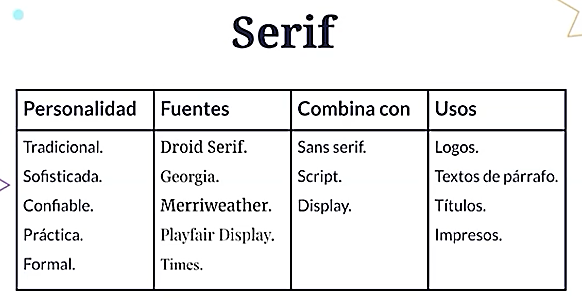 Serif
Personalidad Fuentes Combina con Usos
Tradicional. Droid Serif. Sans serif. Logos.
Sofisticada. Georgia. Script. Textos de párrafo.
Confiable. Merriweather. Display. Títulos.
Práctica. Playfair Display. Impresos.
Formal. Times.